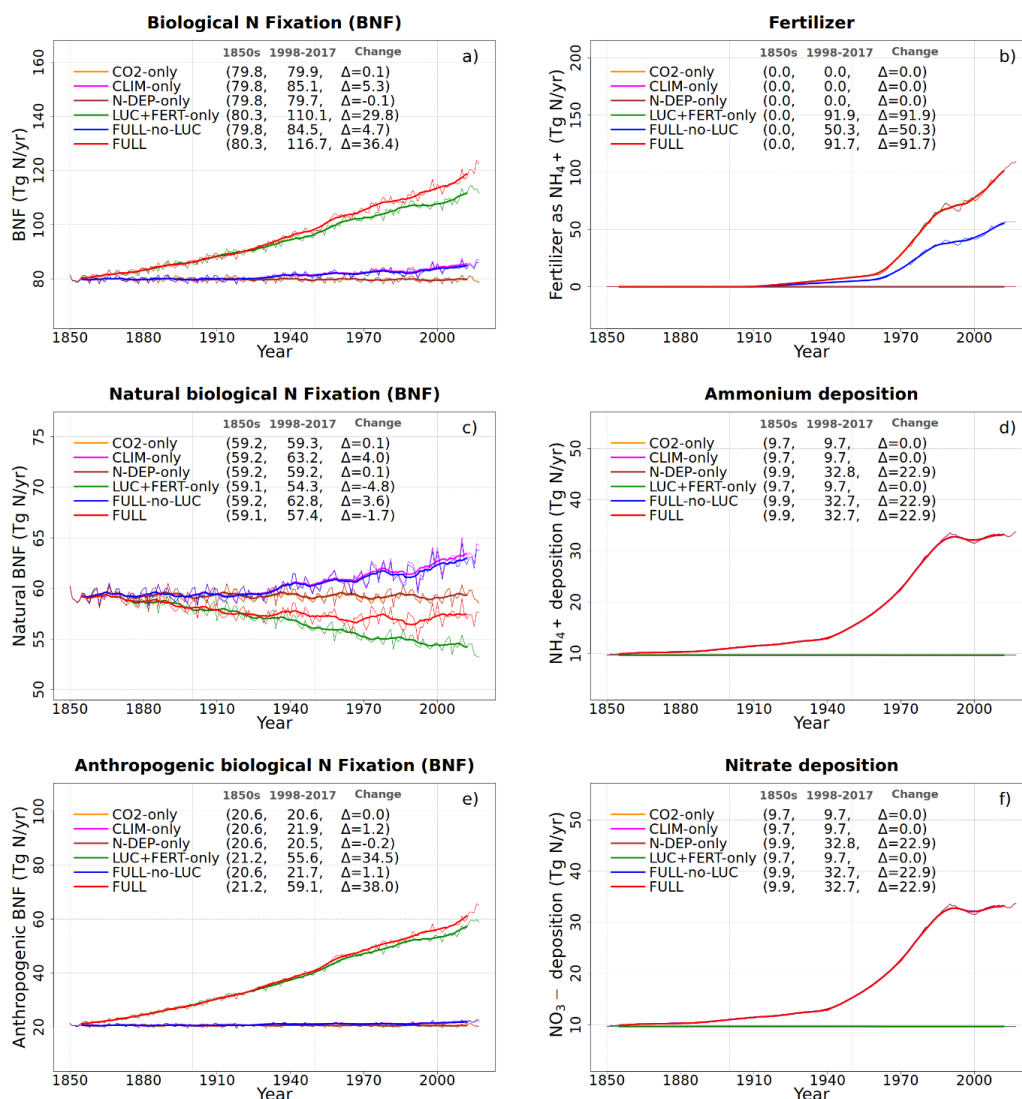 Biological N Fixation (BNF)
1850s 1998-2017 Change
a)
CO2-only (79.8, 79.9, Δ=0.1)
CLIM-only (79.8, 85.1, Δ=5.3)
N-DEP-only (79.8, 79.7, Δ=-0.1)
LUC+FERT-only (80.3, 110.1, Δ=29.8)
FULL-no-LUC (79.8, 84.5, Δ=4.7)
FULL (80.3, 116.7, Δ=36.4)
BNF (Tg N/yr)
160
140
120
100
80
1850 1880 1910 1940 1970 2000
Year
Fertilizer
1850s 1998-2017 Change
b)
CO2-only (0.0, 0.0, Δ=0.0)
CLIM-only (0.0, 0.0, Δ=0.0)
N-DEP-only (0.0, 0.0, Δ=0.0)
LUC+FERT-only (0.0, 91.9, Δ=91.9)
FULL-no-LUC (0.0, 50.3, Δ=50.3)
FULL (0.0, 91.7, Δ=91.7)
Fertilizer as NH₄+ (Tg N/yr)
200
150
100
50
0
1850 1880 1910 1940 1970 2000
Year
Natural biological N Fixation (BNF)
1850s 1998-2017 Change
c)
CO2-only (59.2, 59.3, Δ=0.1)
CLIM-only (59.2, 63.2, Δ=4.0)
N-DEP-only (59.2, 59.2, Δ=0.1)
LUC+FERT-only (59.1, 54.3, Δ=-4.8)
FULL-no-LUC (59.2, 62.8, Δ=3.6)
FULL (59.1, 57.4, Δ=-1.7)
Natural BNF (Tg N/yr)
75
70
65
60
55
50
1850 1880 1910 1940 1970 2000
Year
Ammonium deposition
1850s 1998-2017 Change
d)
CO2-only (9.7, 9.7, Δ=0.0)
CLIM-only (9.7, 9.7, Δ=0.0)
N-DEP-only (9.9, 32.8, Δ=22.9)
LUC+FERT-only (9.7, 9.7, Δ=0.0)
FULL-no-LUC (9.9, 32.7, Δ=22.9)
FULL (9.9, 32.7, Δ=22.9)
NH₄+ deposition (Tg N/yr)
50
40
30
20
10
1850 1880 1910 1940 1970 2000
Year
Anthropogenic biological N Fixation (BNF)
1850s 1998-2017 Change
e)
CO2-only (20.6, 20.6, Δ=0.0)
CLIM-only (20.6, 21.9, Δ=1.2)
N-DEP-only (20.6, 20.5, Δ=-0.2)
LUC+FERT-only (21.2, 55.6, Δ=34.5)
FULL-no-LUC (20.6, 21.7, Δ=1.1)
FULL (21.2, 59.1, Δ=38.0)
Anthropogenic BNF (Tg N/yr)
100
80
60
40
20
1850 1880 1910 1940 1970 2000
Year
Nitrate deposition
1850s 1998-2017 Change
f)
CO2-only (9.7, 9.7, Δ=0.0)
CLIM-only (9.7, 9.7, Δ=0.0)
N-DEP-only (9.9, 32.8, Δ=22.9)
LUC+FERT-only (9.7, 9.7, Δ=0.0)
FULL-no-LUC (9.9, 32.7, Δ=22.9)
FULL (9.9, 32.7, Δ=22.9)
NO₃− deposition (Tg N/yr)
50
40
30
20
10
1850 1880 1910 1940 1970 2000
Year